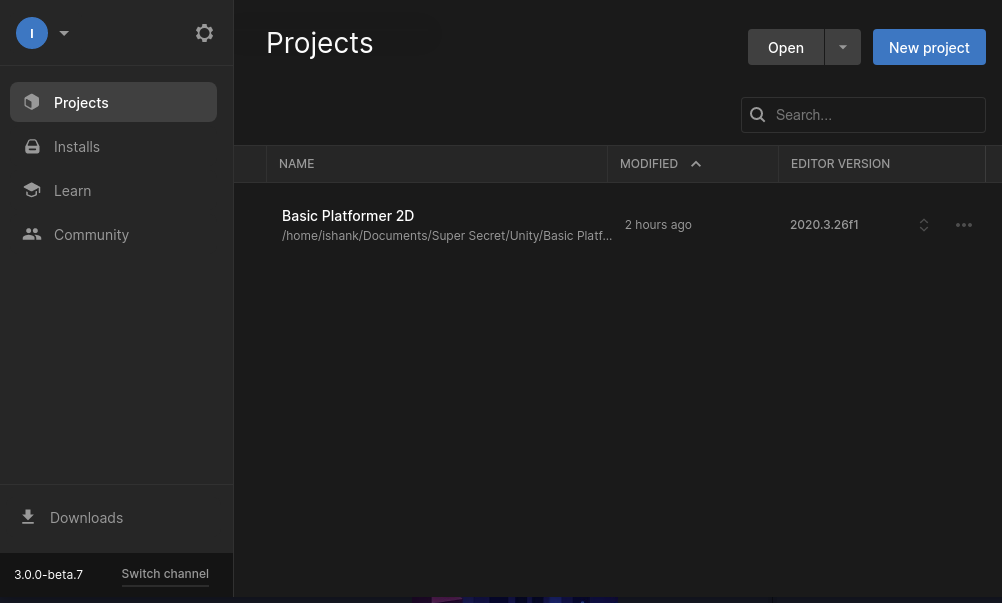 I
Projects
Installs
Learn
Community
Downloads
3.0.0-beta.7 Switch channel
Projects
Open New project
Search...
NAME MODIFIED EDITOR VERSION
Basic Platformer 2D
/home/ishank/Documents/Super Secret/Unity/Basic Platf...
2 hours ago 2020.3.26f1